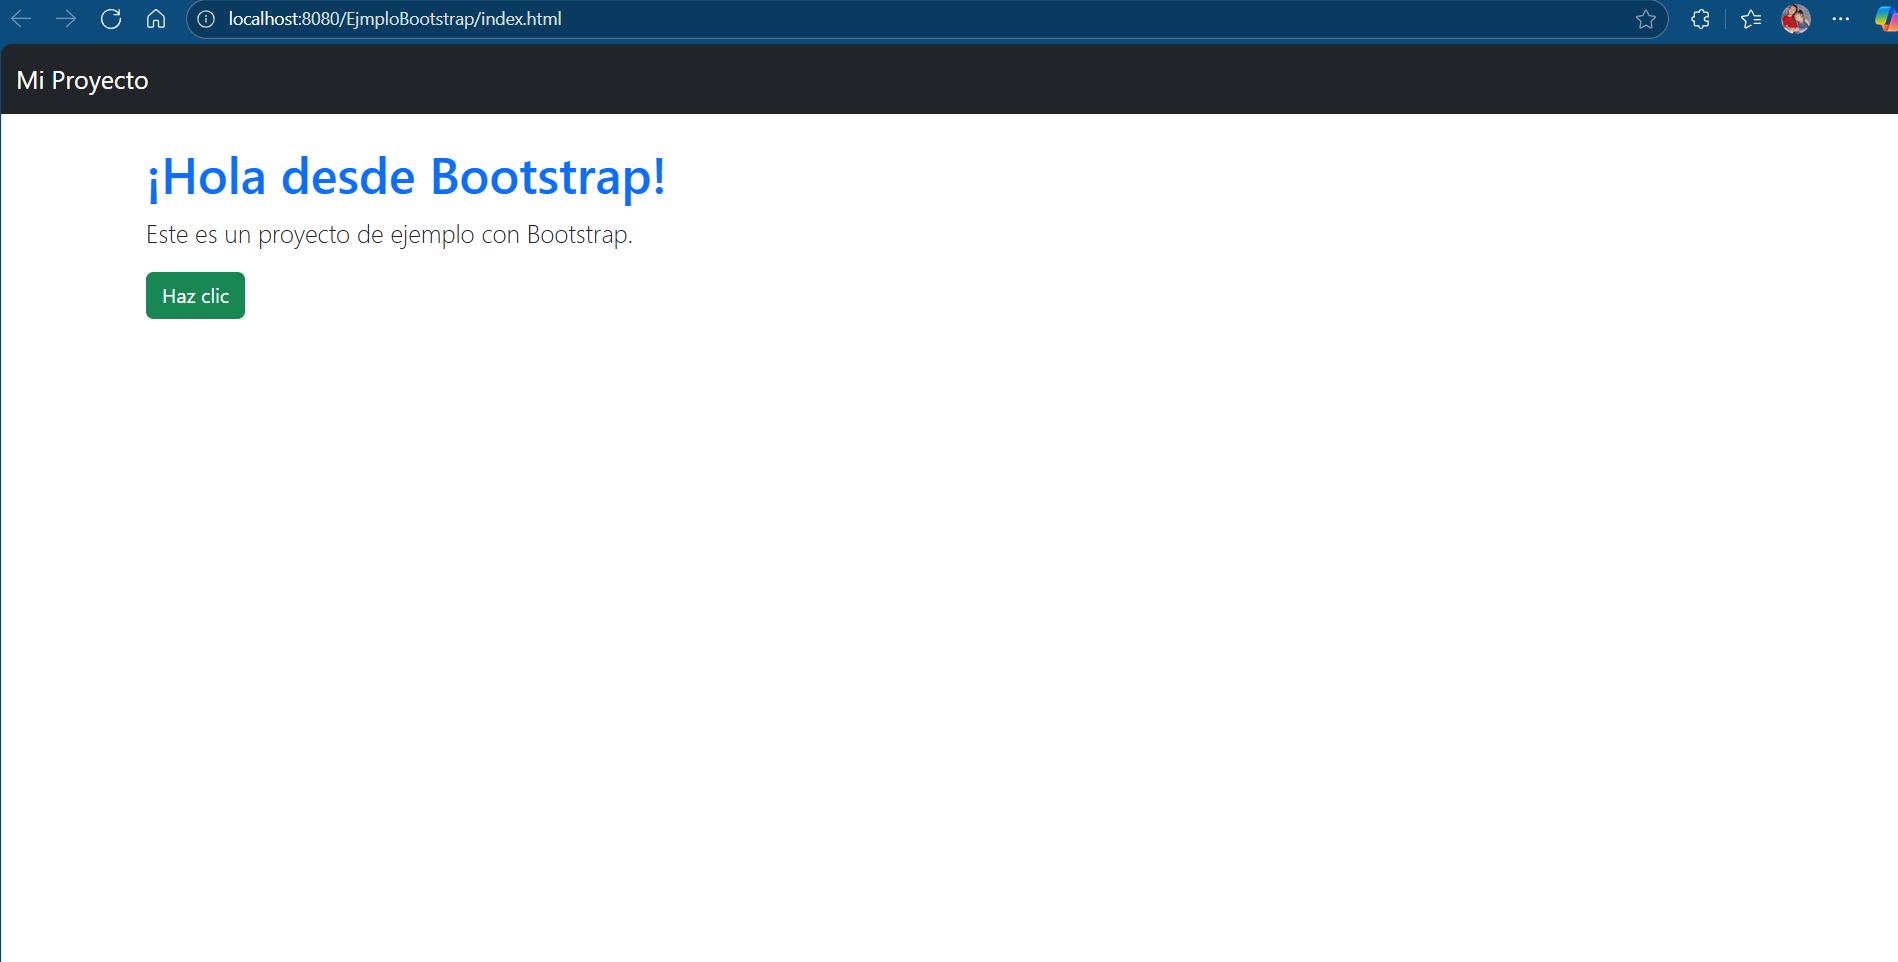 localhost:8080/EjmploBootstrap/index.html
Mi Proyecto
¡Hola desde Bootstrap!
Este es un proyecto de ejemplo con Bootstrap.
Haz clic